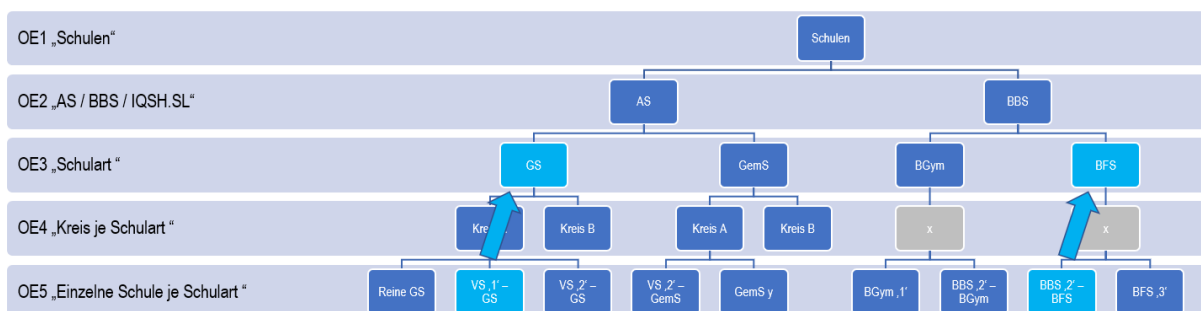 OE1 „Schulen“
Schulen
OE2 „AS / BBS / IQSH.SL“
AS
BBS
OE3 „Schulart “
GS
GemS
BGym
BFS
OE4 „Kreis je Schulart “
Kreis B
Kreis A
Kreis B
x
x
OE5 „Einzelne Schule je Schulart “
Reine GS
VS ‚1‘ –
GS
VS ‚2‘ –
GS
VS ‚2‘ –
GemS
GemS y
BGym ‚1‘
BBS ‚2‘ –
BGym
BBS ‚2‘ –
BFS
BFS ‚3‘